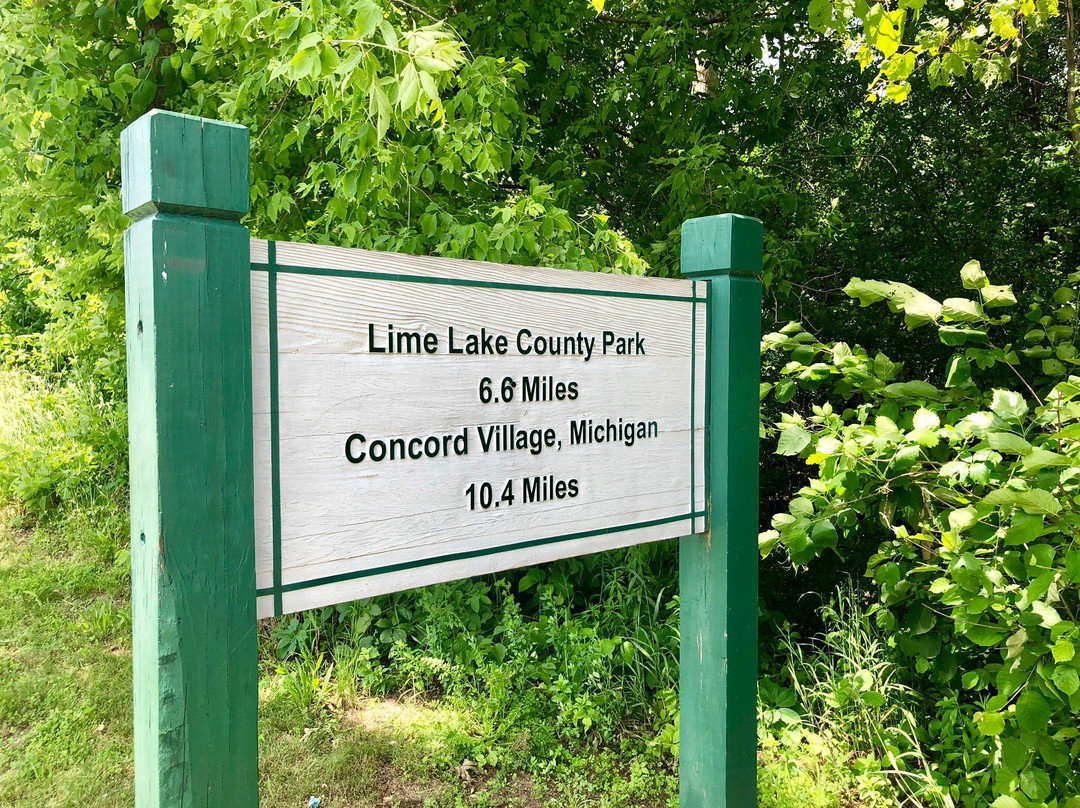 Lime Lake County Park
6.6 Miles
Concord Village, Michigan
10.4 Miles